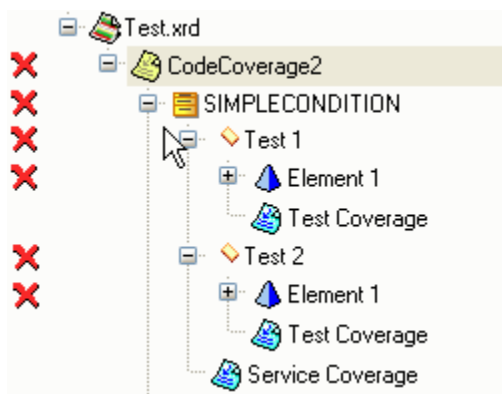 Test.xrd
CodeCoverage2
SIMPLECONDITION
Test 1
Element 1
Test Coverage
Test 2
Element 1
Test Coverage
Service Coverage